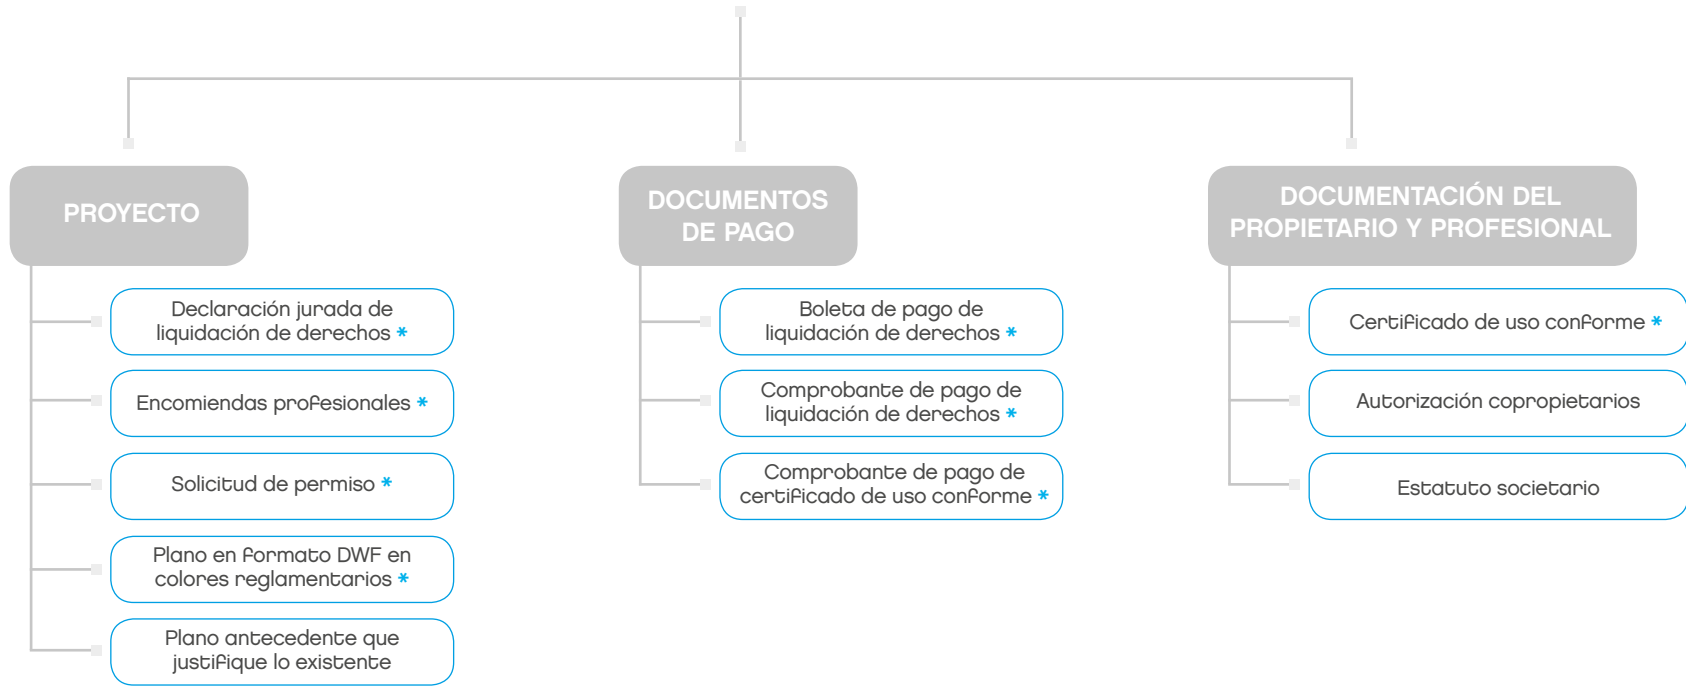 PROYECTO
Declaración jurada de
liquidación de derechos *
Encomiendas profesionales *
Solicitud de permiso *
Plano en formato DWF en
colores reglamentarios *
Plano antecedente que
justifique lo existente
DOCUMENTOS
DE PAGO
Boleta de pago de
liquidación de derechos *
Comprobante de pago de
liquidación de derechos *
Comprobante de pago de
certificado de uso conforme *
DOCUMENTACIÓN DEL
PROPIETARIO Y PROFESIONAL
Certificado de uso conforme *
Autorización copropietarios
Estatuto societario